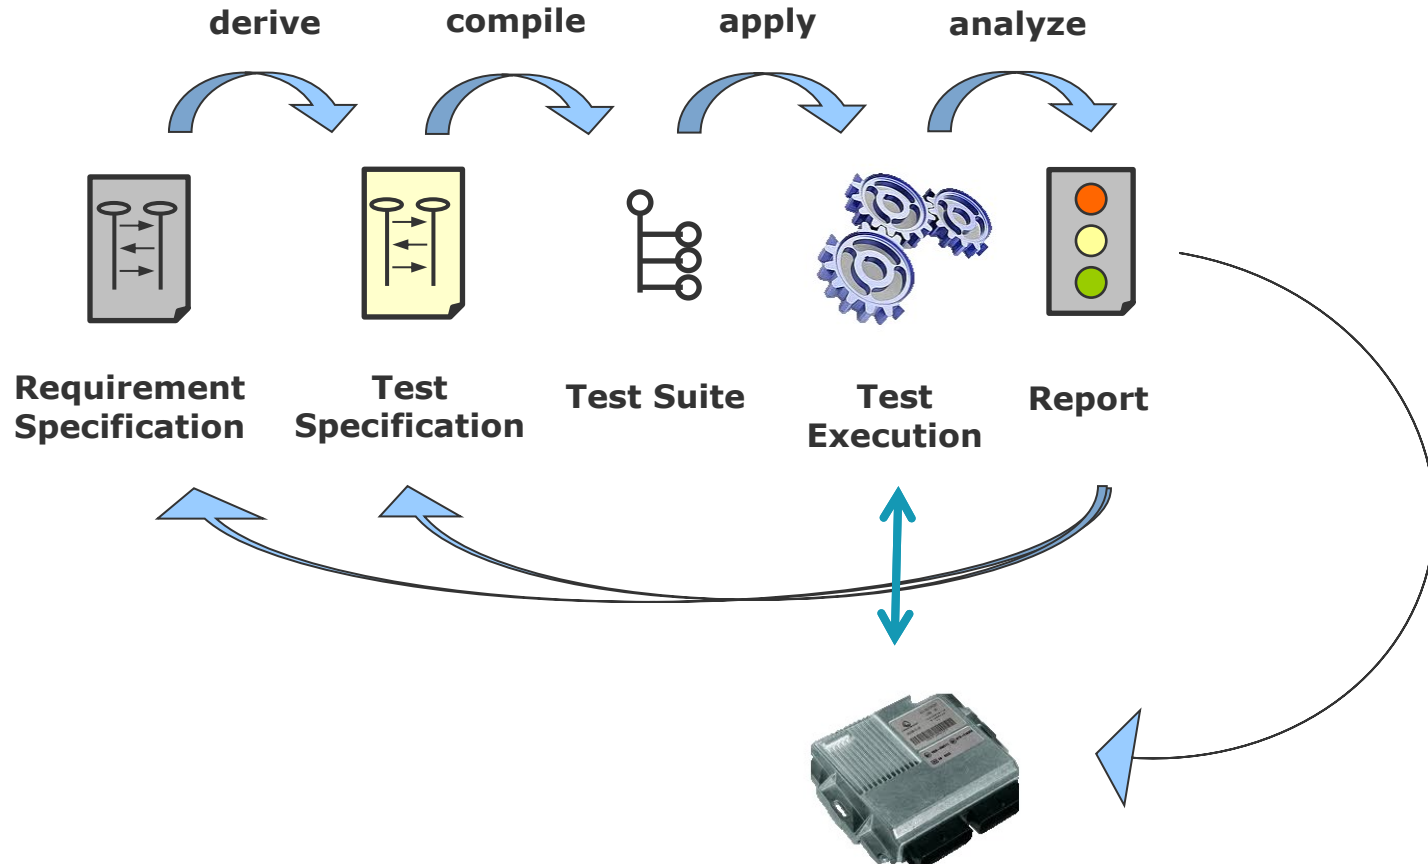 derive
compile
apply
analyze
Requirement
Specification
Test
Specification
Test Suite
Test
Execution
Report